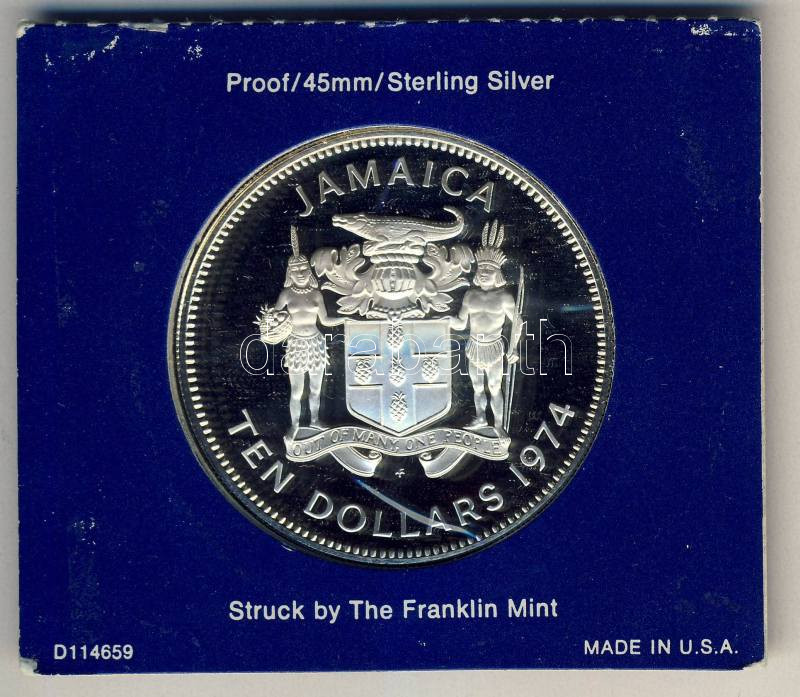 Proof/45mm/Sterling Silver
JAMAICA
darabanth
OUT OF MANY, ONE PEOPLE
TEN DOLLARS 1974
Struck by The Franklin Mint
D114659
MADE IN U.S.A.